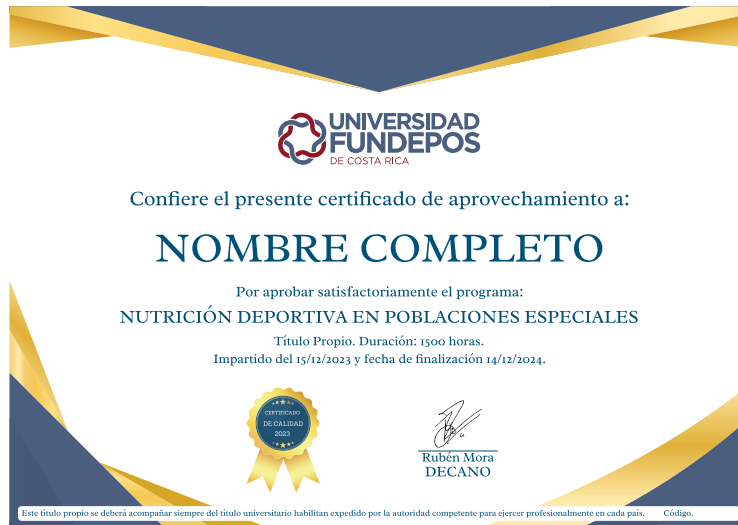 UNIVERSIDAD
FUNDEPOS
DE COSTA RICA
Confiere el presente certificado de aprovechamiento a:
NOMBRE COMPLETO
Por aprobar satisfactoriamente el programa:
NUTRICIÓN DEPORTIVA EN POBLACIONES ESPECIALES
Título Propio. Duración: 1500 horas.
Impartido del 15/12/2023 y fecha de finalización 14/12/2024.
CERTIFICADO
DE CALIDAD
2023
Rubén Mora
DECANO
Este título propio se deberá acompañar siempre del título universitario habilitan expedido por la autoridad competente para ejercer profesionalmente en cada país. Código.